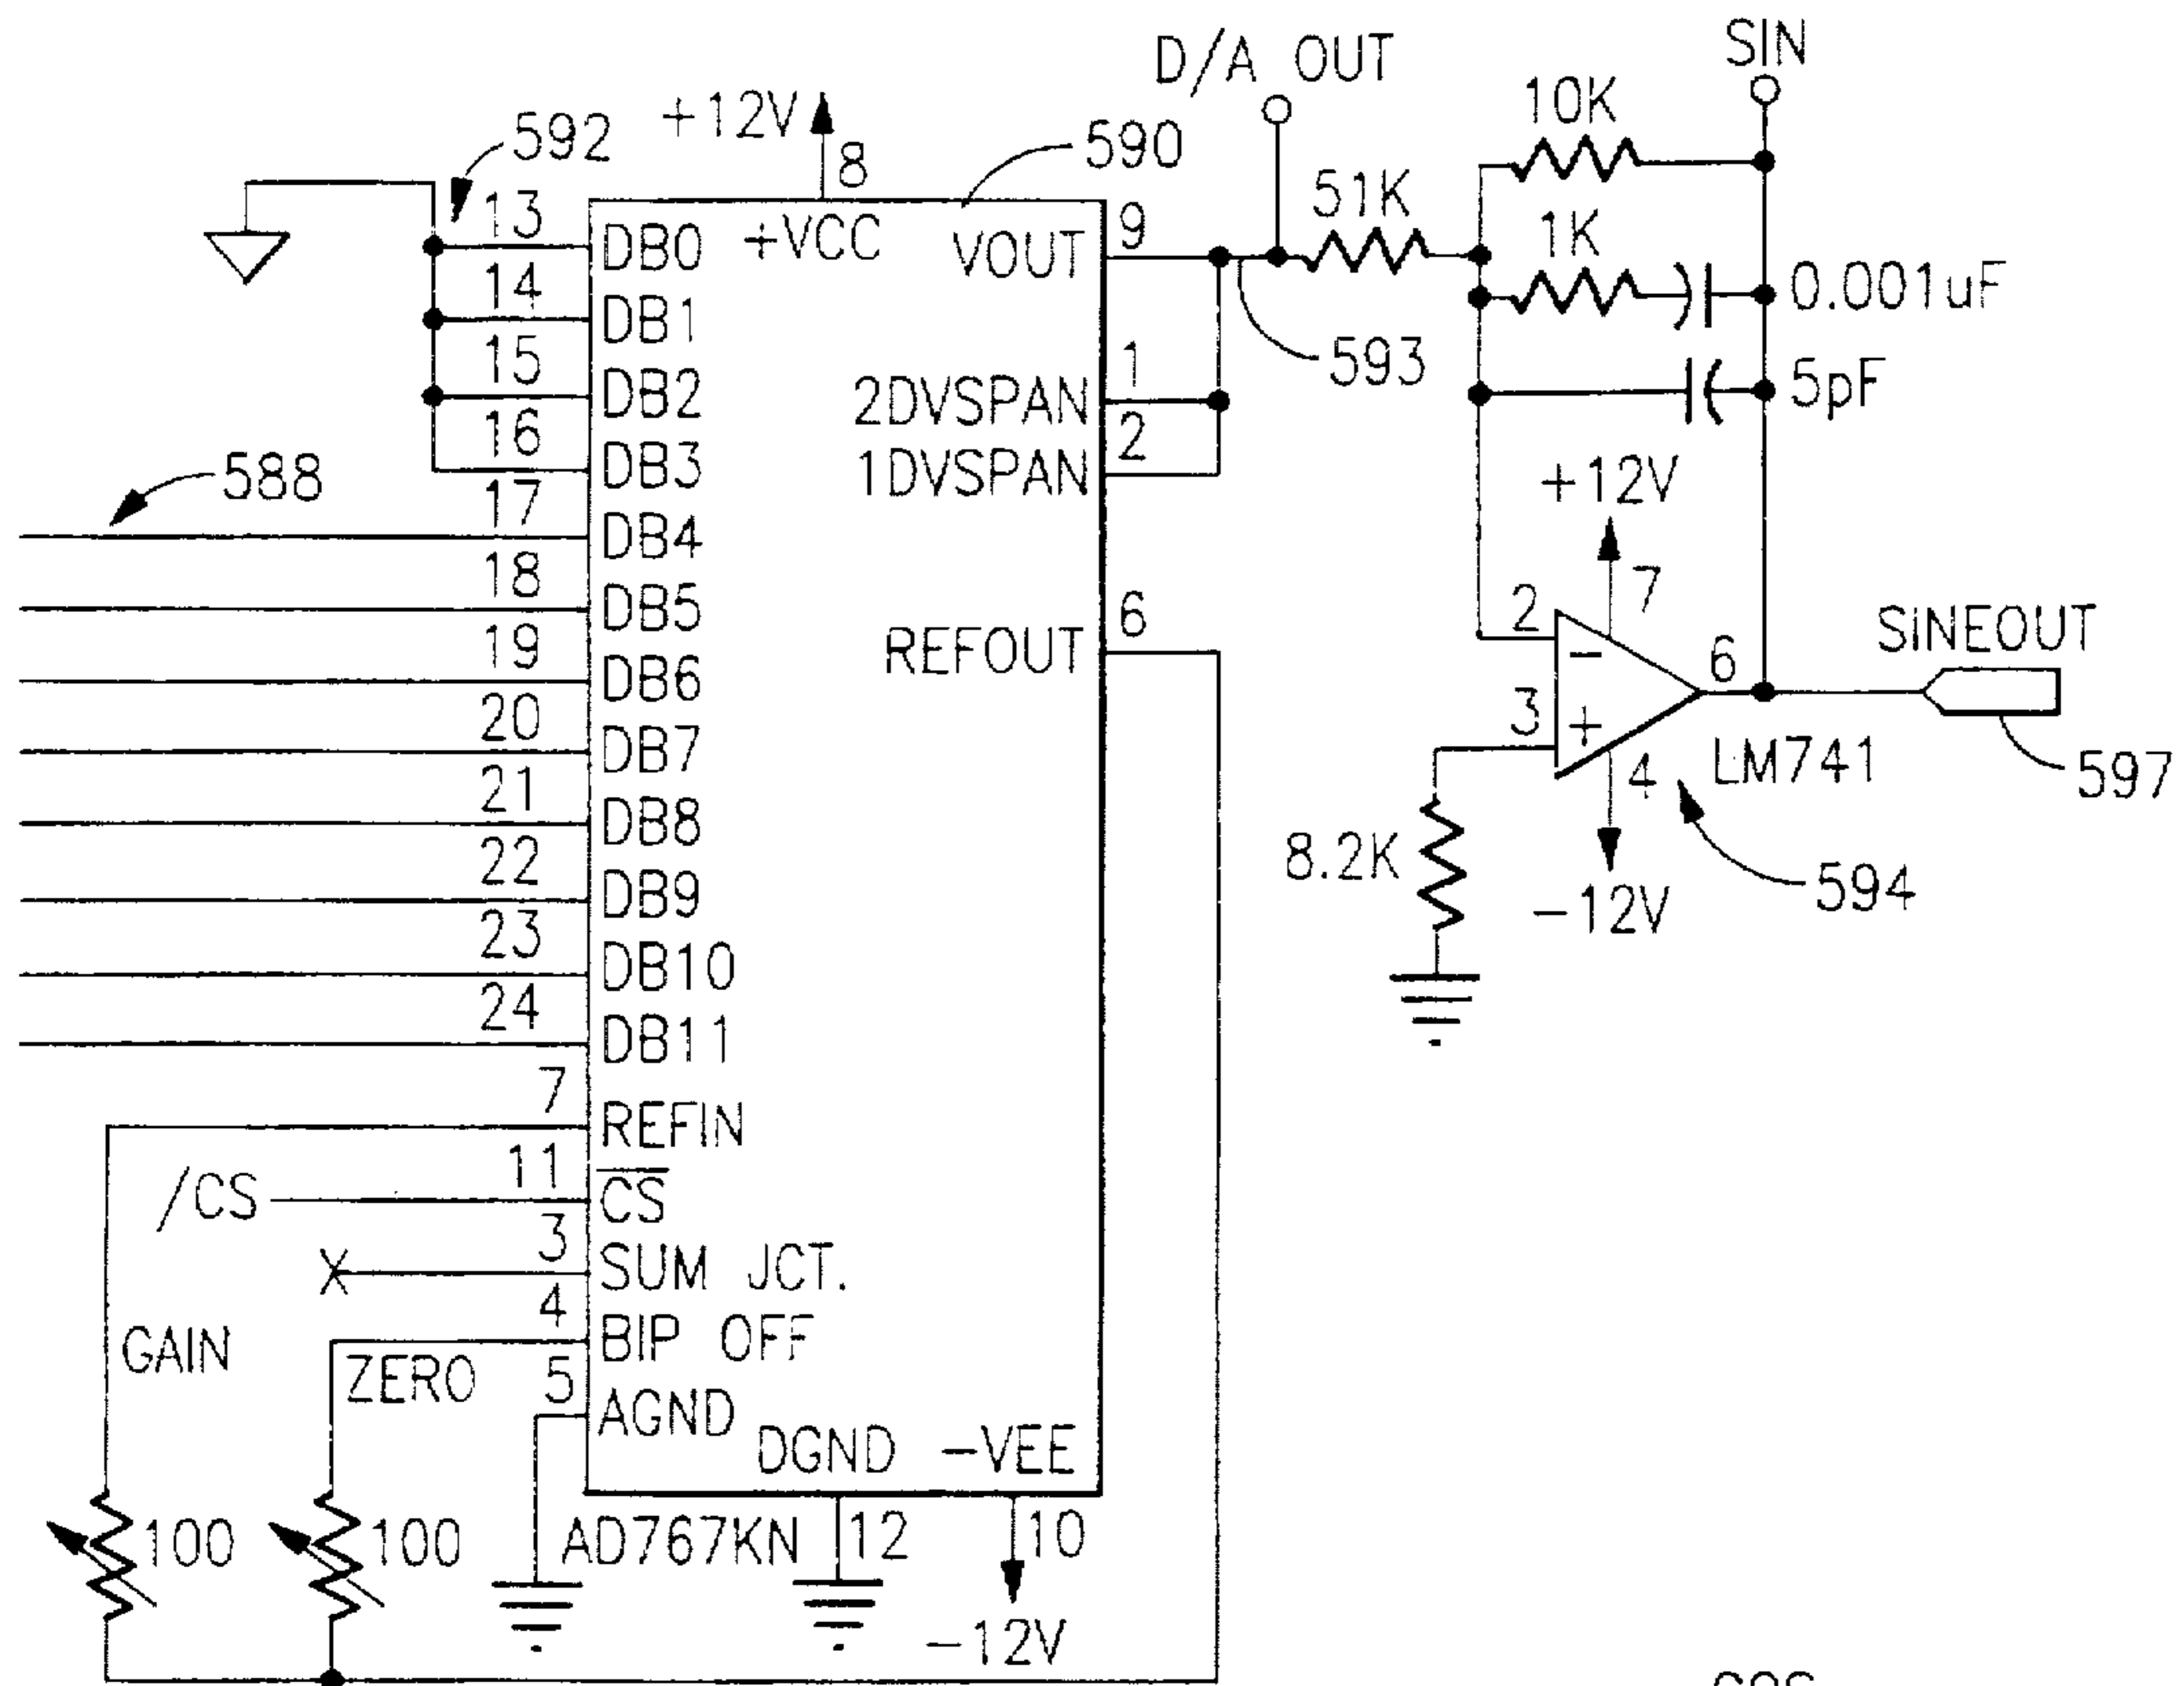 D/A OUT
SIN
592
+12V
8
590
10K
13
DB0
+VCC
VOUT
9
51K
1K
0.001uF
14
DB1
593
15
DB2
2DVSPAN
1
5pF
16
DB3
1DVSPAN
2
588
17
DB4
+12V
18
DB5
7
19
DB6
REFOUT
6
2
-
6
SINEOUT
20
DB7
3
+
4
LM741
597
21
DB8
8.2K
-12V
594
22
DB9
23
DB10
24
DB11
7
REFIN
/CS
11
CS
3
X
SUM JCT.
4
BIP OFF
GAIN
ZERO
5
AGND
DGND
-VEE
100
100
AD767KN
12
10
-12V